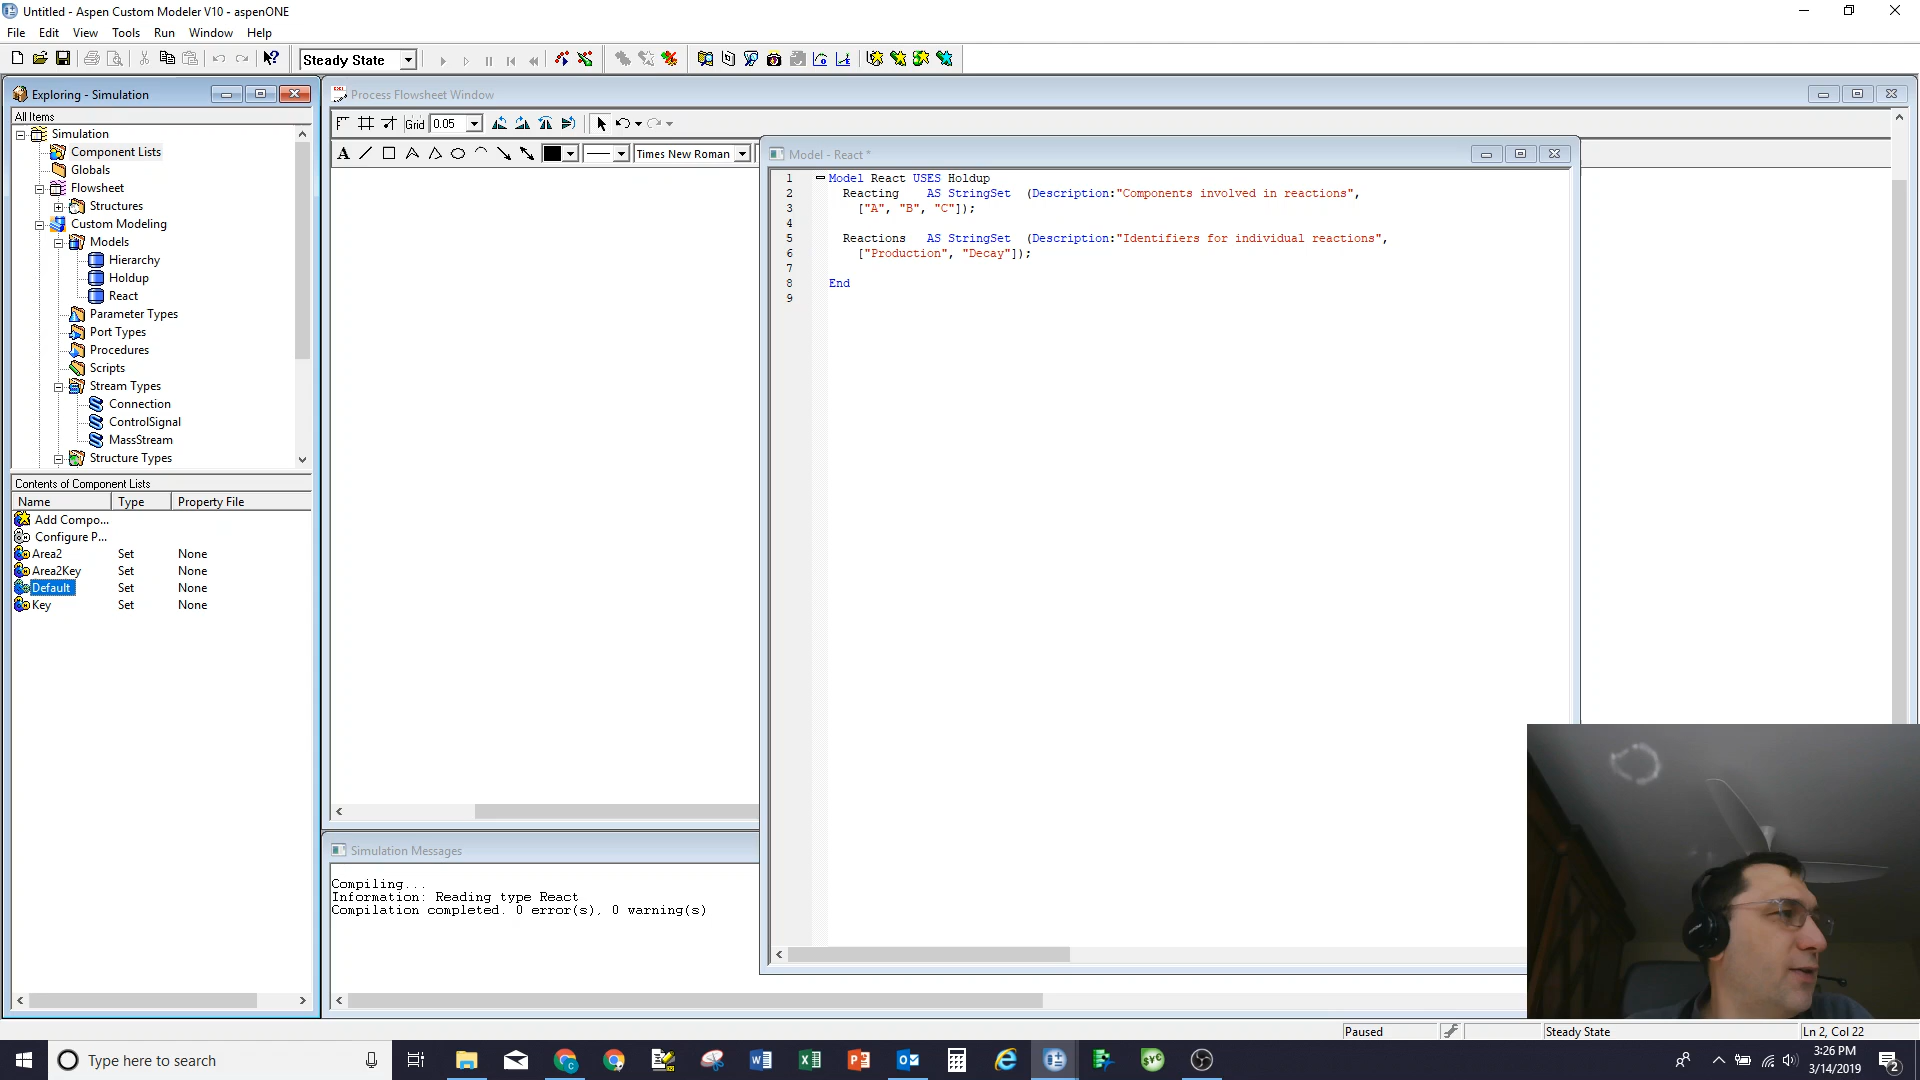 Untitled - Aspen Custom Modeler V10 - aspenONE
File Edit View Tools Run Window Help
Steady State
Exploring - Simulation
All Items
Simulation
Component Lists
Globals
Flowsheet
Structures
Custom Modeling
Models
Hierarchy
Holdup
React
Parameter Types
Port Types
Procedures
Scripts
Stream Types
Connection
ControlSignal
MassStream
Structure Types
Contents of Component Lists
Name Type Property File
Add Compo...
Configure P...
Area2 Set None
Area2Key Set None
Default Set None
Key Set None
Process Flowsheet Window
Grid 0.05
A Times New Roman
Model - React *
1 Model React USES Holdup
2 Reacting AS StringSet (Description:"Components involved in reactions",
3 ["A", "B", "C"]);
4
5 Reactions AS StringSet (Description:"Identifiers for individual reactions",
6 ["Production", "Decay"]);
7
8 End
9
Simulation Messages
Compiling...
Information: Reading type React
Compilation completed. 0 error(s), 0 warning(s)
Paused Steady State Ln 2, Col 22
Type here to search
3:26 PM
3/14/2019
2